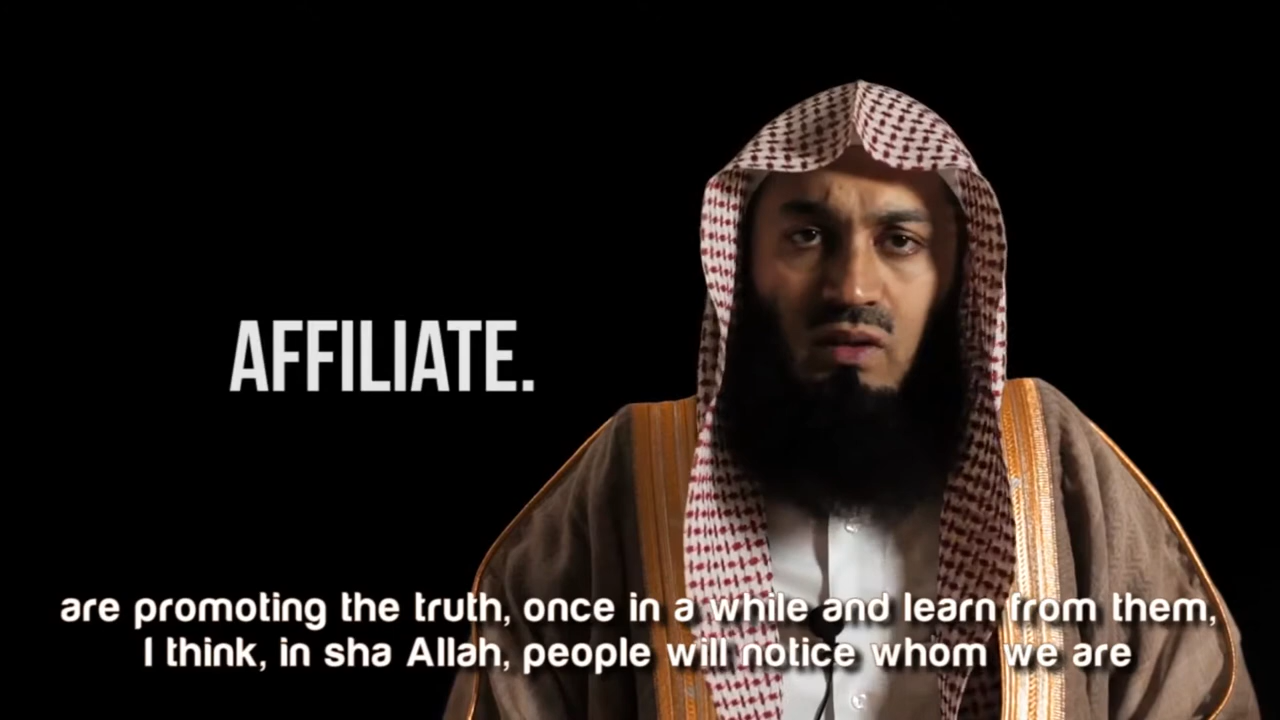 AFFILIATE.
are promoting the truth, once in a while and learn from them,
I think, in sha Allah, people will notice whom we are